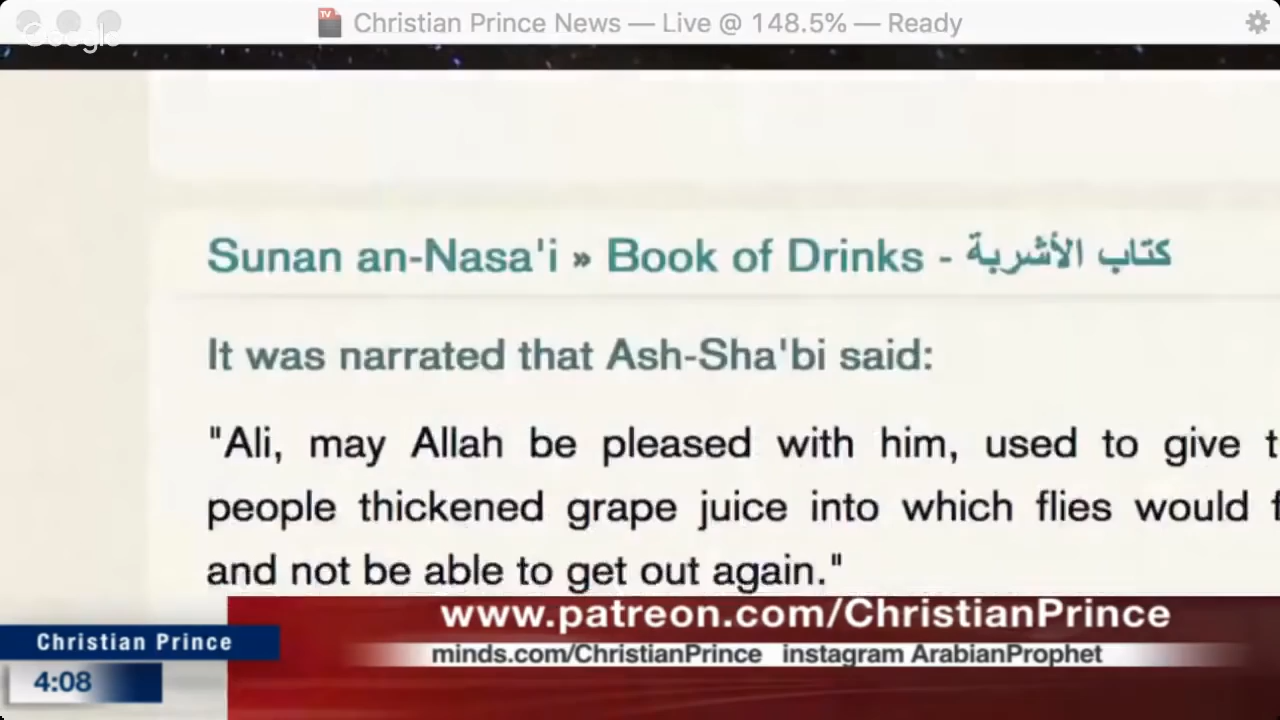 Christian Prince News — Live @ 148.5% — Ready
Google
Sunan an-Nasa'i » Book of Drinks - كتاب الأشربة
It was narrated that Ash-Sha'bi said:
"Ali, may Allah be pleased with him, used to give t
people thickened grape juice into which flies would f
and not be able to get out again."
www.patreon.com/ChristianPrince
Christian Prince
minds.com/ChristianPrince instagram ArabianProphet
4:08